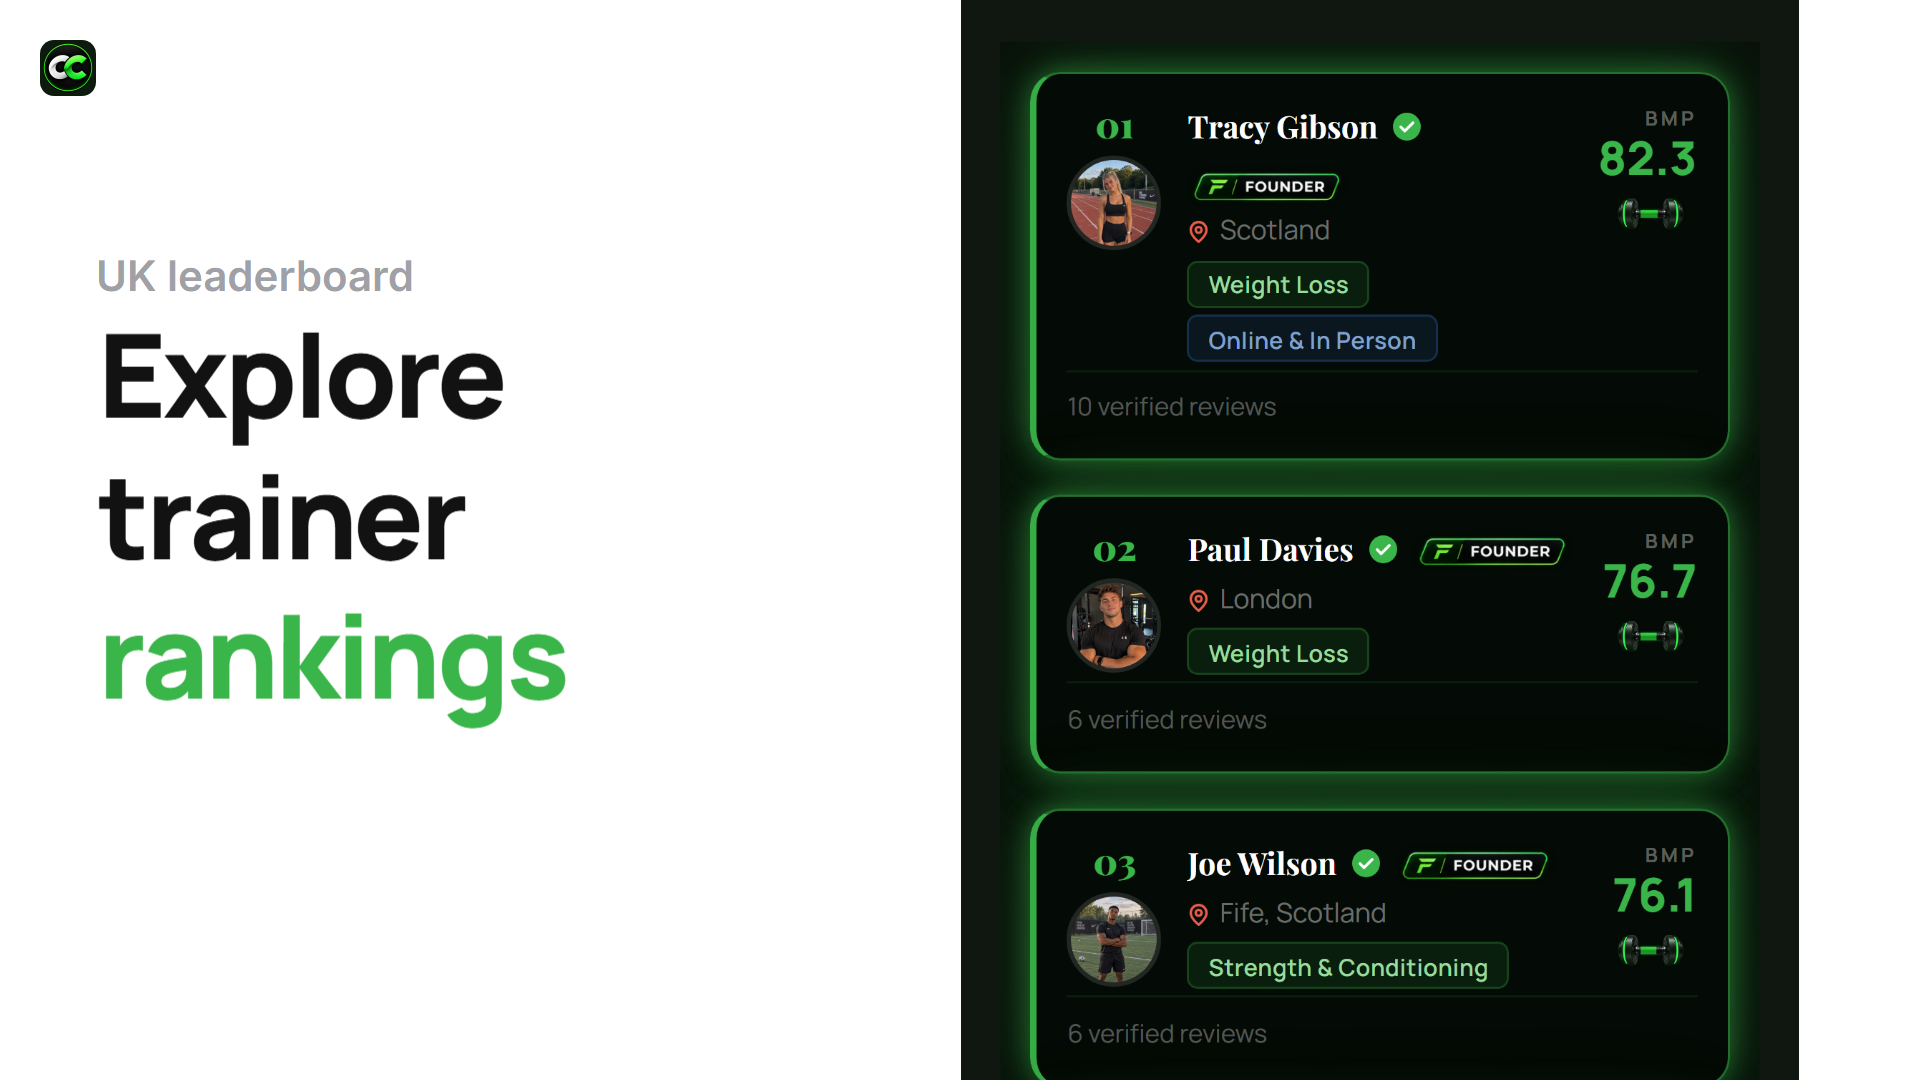 CC
UK leaderboard
Explore
trainer
rankings
01
Tracy Gibson
BMP
82.3
F / FOUNDER
Scotland
Weight Loss
Online & In Person
10 verified reviews
02
Paul Davies
F / FOUNDER
BMP
76.7
London
Weight Loss
6 verified reviews
03
Joe Wilson
F / FOUNDER
BMP
76.1
Fife, Scotland
Strength & Conditioning
6 verified reviews